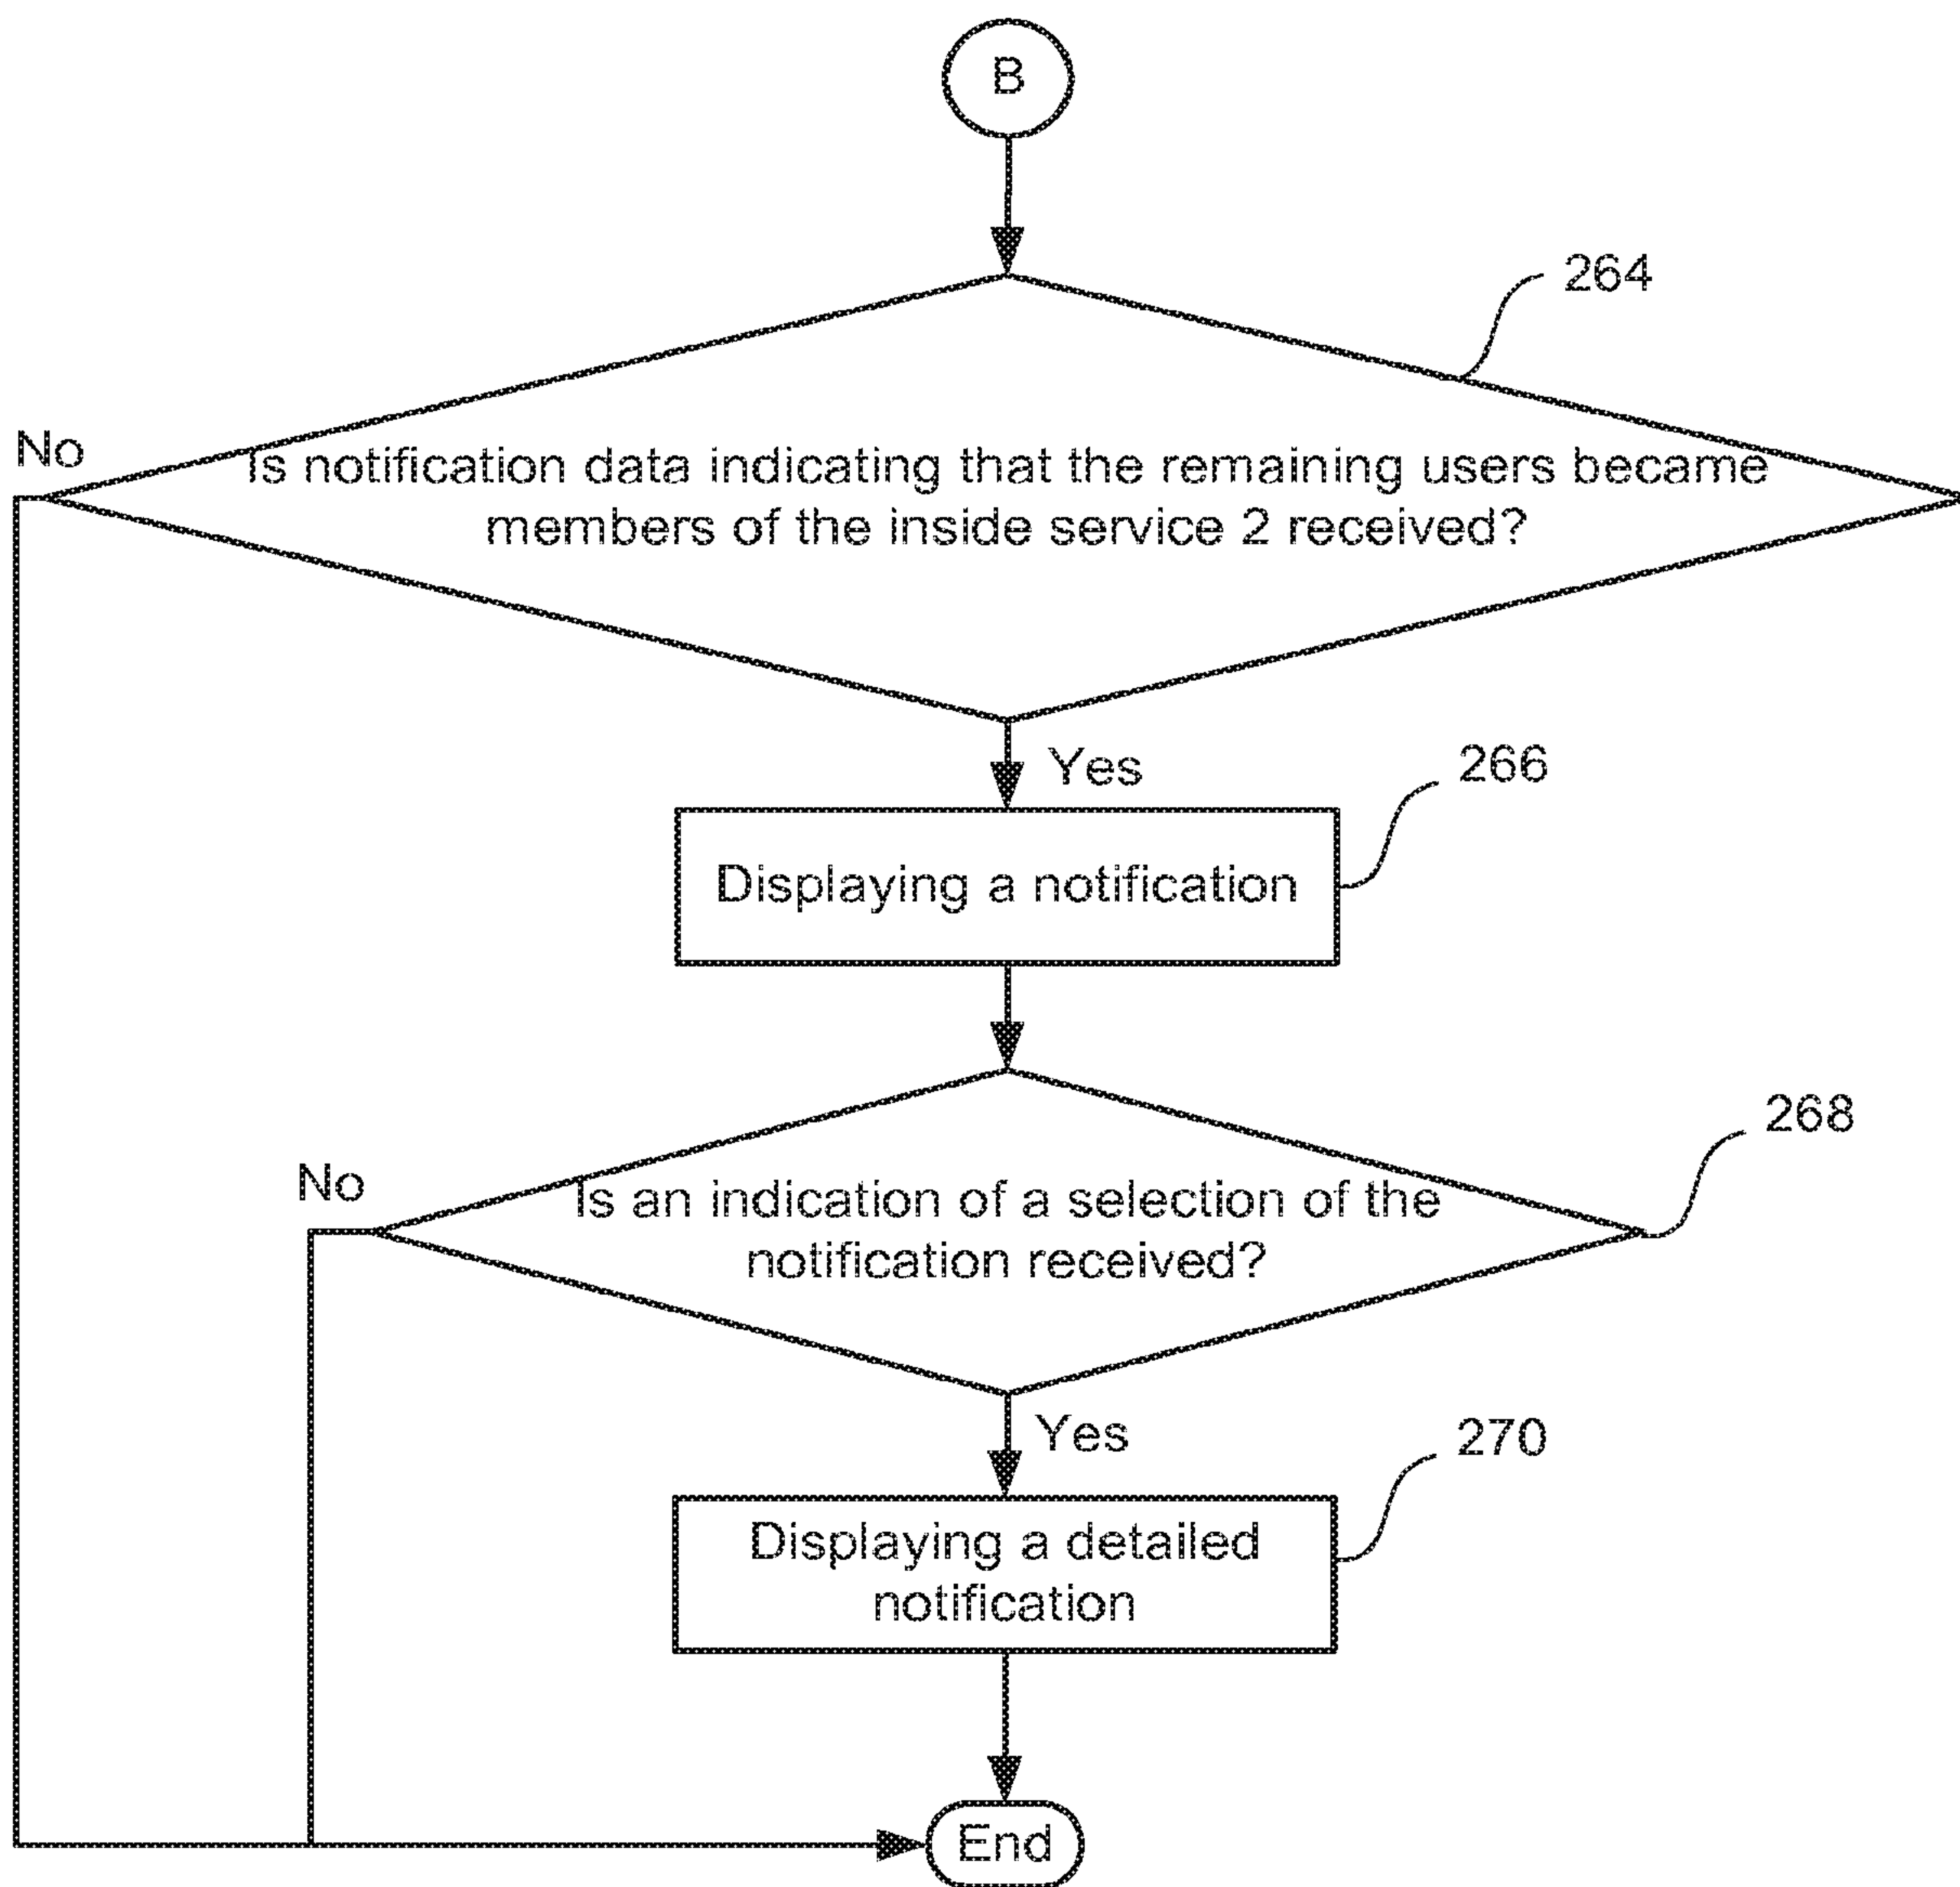 B
264
No
Is notification data indicating that the remaining users became
members of the inside service 2 received?
Yes
266
Displaying a notification
268
No
Is an indication of a selection of the
notification received?
Yes
270
Displaying a detailed
notification
End